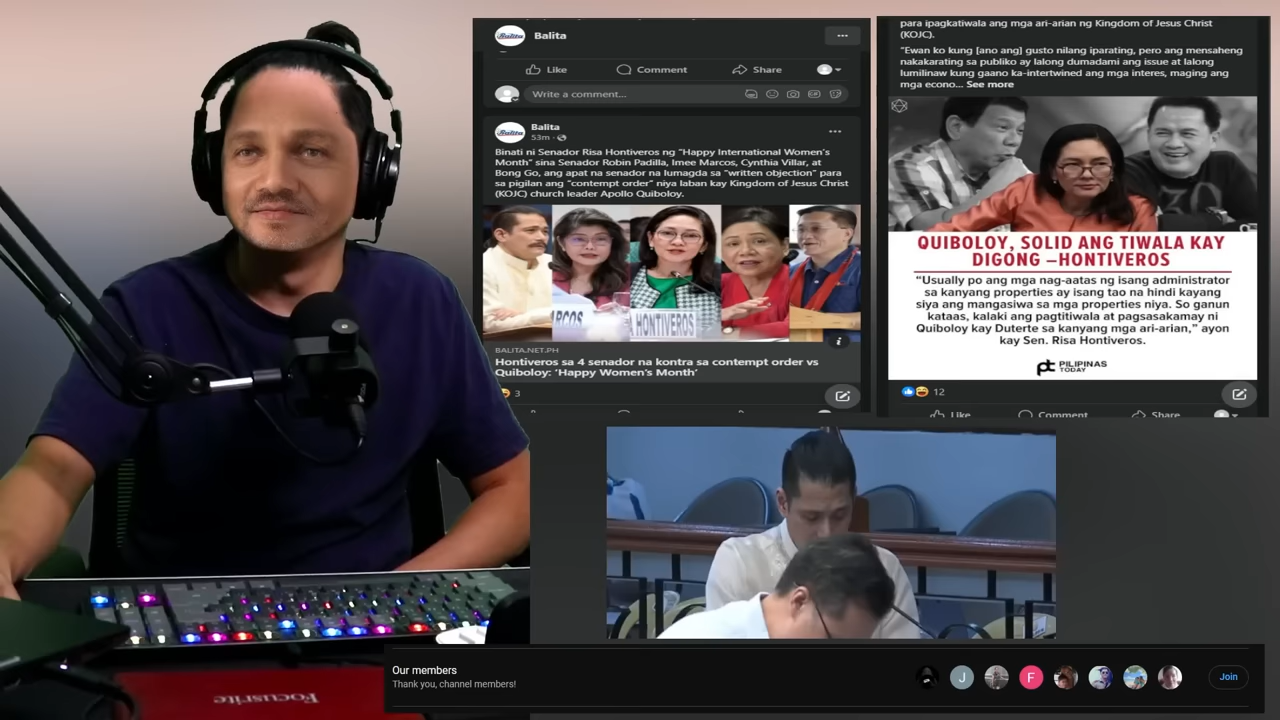 Balita
Balita
Like
Comment
Share
Write a comment...
Balita
Balita
53m
Binati ni Senador Risa Hontiveros ng "Happy International Women's
Month" sina Senador Robin Padilla, Imee Marcos, Cynthia Villar, at
Bong Go, ang apat na senador na lumagda sa "written objection" para
sa pigilan ang "contempt order" niya laban kay Kingdom of Jesus Christ
(KOJC) church leader Apollo Quiboloy.
HONTIVEROS
BALITA.NET.PH
Hontiveros sa 4 senador na kontra sa contempt order vs
Quiboloy: 'Happy Women's Month'
3
para ipagkatiwala ang mga ari-arian ng Kingdom of Jesus Christ
(KOJC).
"Ewan ko kung [ano ang] gusto nilang iparating, pero ang mensaheng
nakakarating sa publiko ay lalong dumadami ang issue at lalong
lumilinaw kung gaano ka-intertwined ang mga interes, maging ang
mga econo... See more
QUIBOLOY, SOLID ANG TIWALA KAY
DIGONG –HONTIVEROS
"Usually po ang mga nag-aatas ng isang administrator
sa kanyang properties ay isang tao na hindi kayang
siya ang mangasiwa sa mga properties niya. So ganun
kataas, kalaki ang pagtitiwala at pagsasakamay ni
Quiboloy kay Duterte sa kanyang mga ari-arian," ayon
kay Sen. Risa Hontiveros.
pt PILIPINAS
TODAY
12
Like
Comment
Share
Focusrite
Our members
Thank you, channel members!
J
F
Join